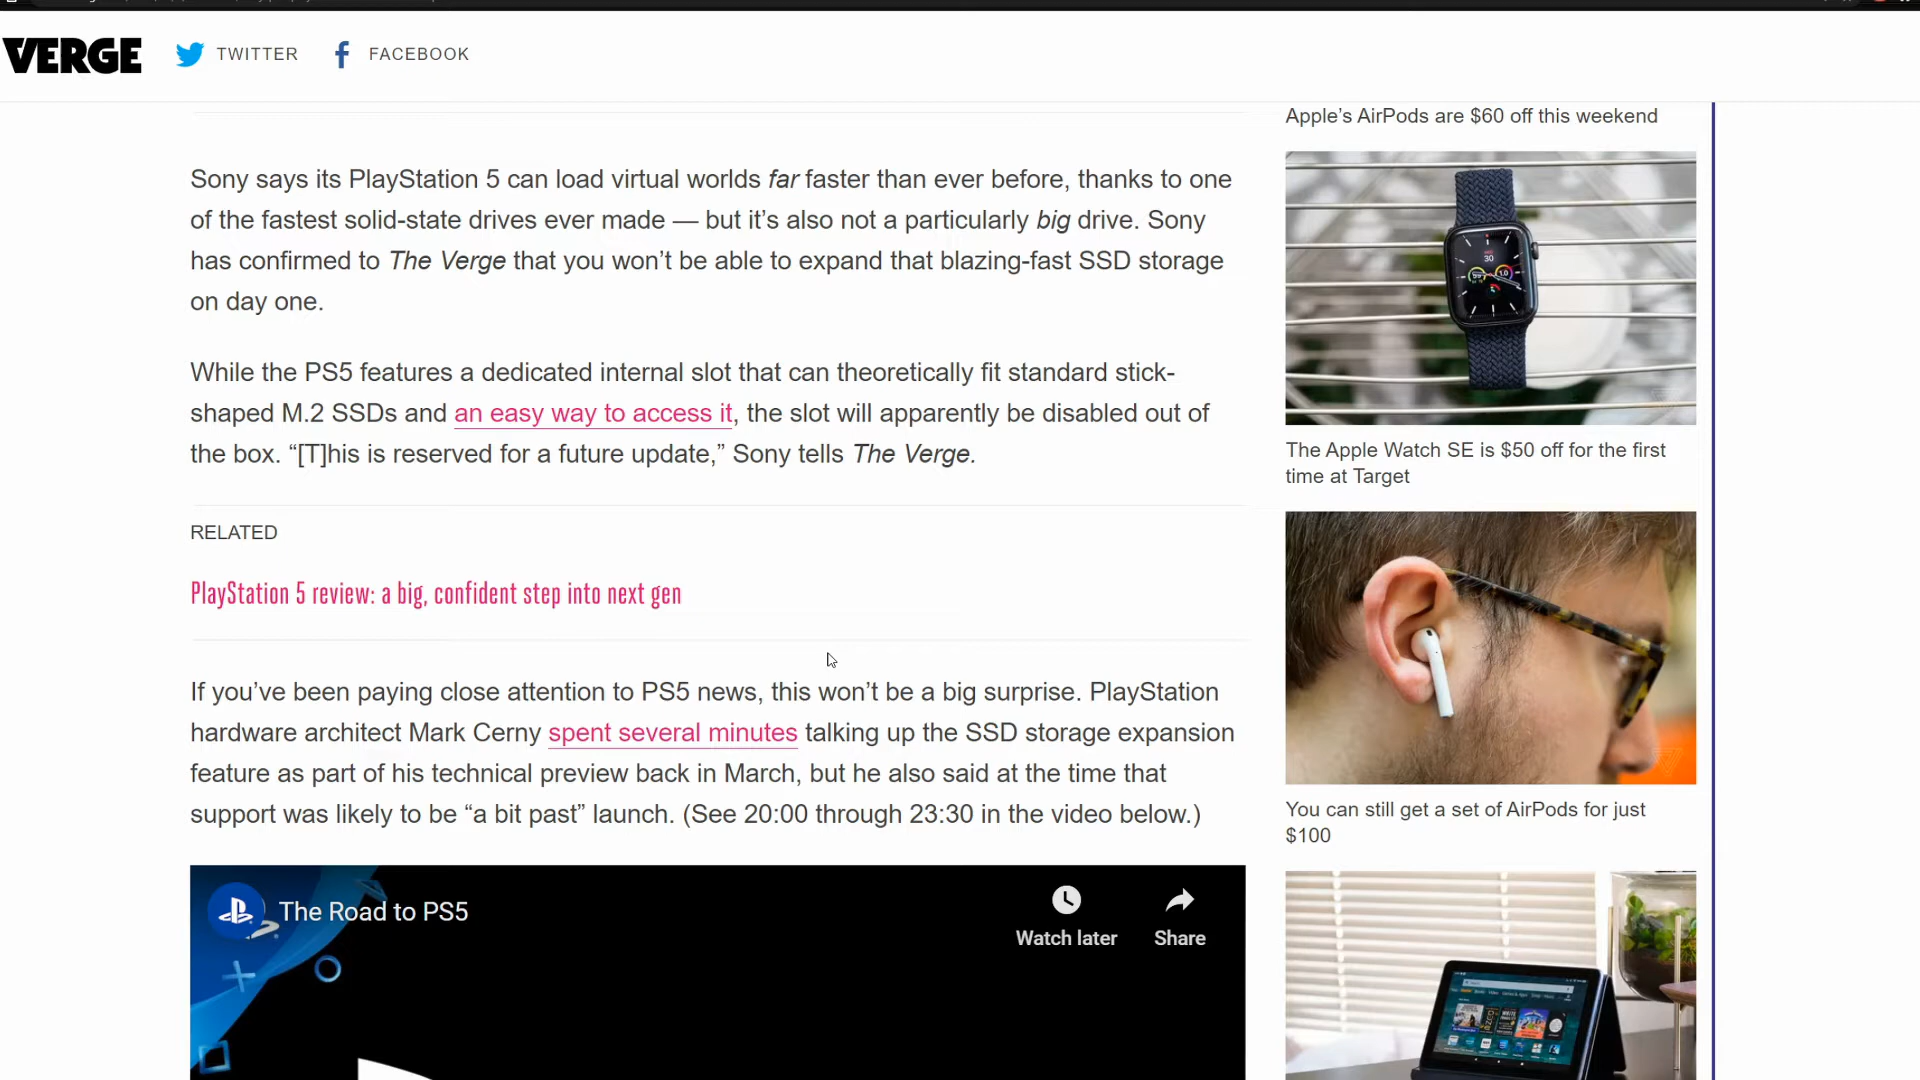 VERGE TWITTER FACEBOOK
Sony says its PlayStation 5 can load virtual worlds far faster than ever before, thanks to one
of the fastest solid-state drives ever made — but it’s also not a particularly big drive. Sony
has confirmed to The Verge that you won’t be able to expand that blazing-fast SSD storage
on day one.
While the PS5 features a dedicated internal slot that can theoretically fit standard stick-
shaped M.2 SSDs and an easy way to access it, the slot will apparently be disabled out of
the box. “[T]his is reserved for a future update,” Sony tells The Verge.
RELATED
PlayStation 5 review: a big, confident step into next gen
If you’ve been paying close attention to PS5 news, this won’t be a big surprise. PlayStation
hardware architect Mark Cerny spent several minutes talking up the SSD storage expansion
feature as part of his technical preview back in March, but he also said at the time that
support was likely to be “a bit past” launch. (See 20:00 through 23:30 in the video below.)
The Road to PS5
Watch later
Share
Apple’s AirPods are $60 off this weekend
30
The Apple Watch SE is $50 off for the first
time at Target
You can still get a set of AirPods for just
$100